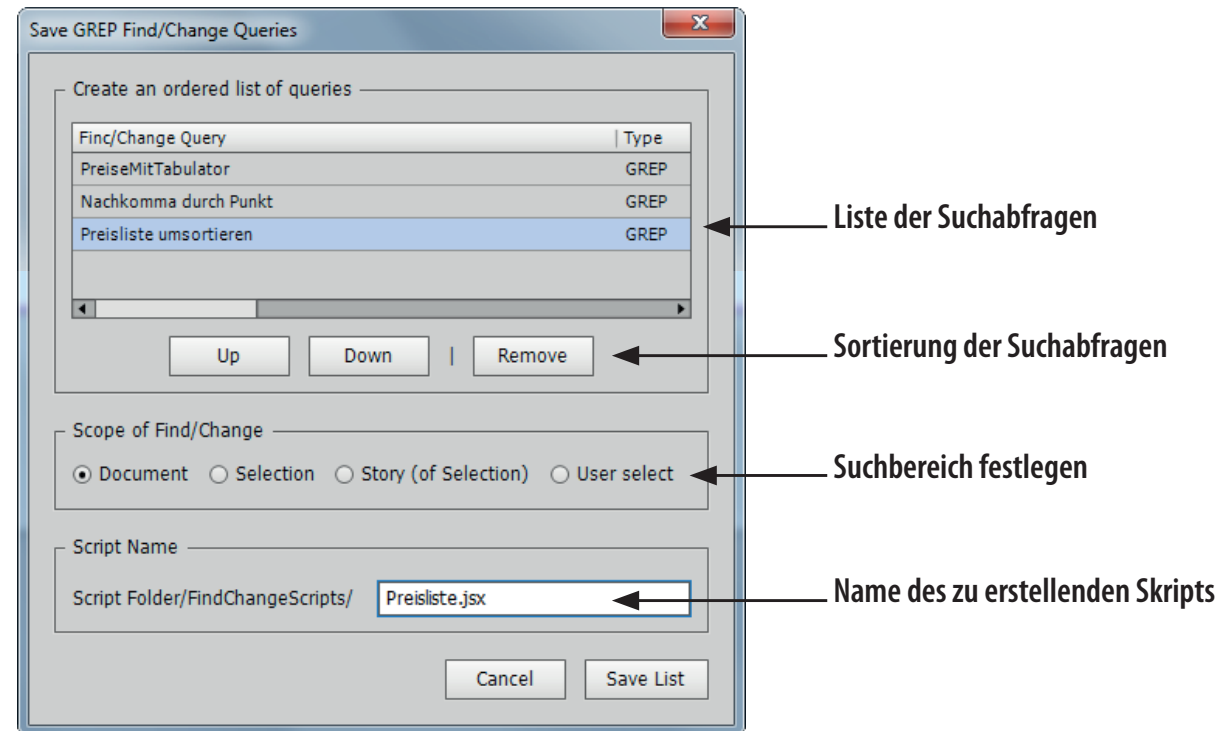 Save GREP Find/Change Queries
Create an ordered list of queries
Finc/Change Query | Type
PreiseMitTabulator GREP
Nachkomma durch Punkt GREP
Preisliste umsortieren GREP
Liste der Suchabfragen
Up Down | Remove
Sortierung der Suchabfragen
Scope of Find/Change
Document Selection Story (of Selection) User select
Suchbereich festlegen
Script Name
Script Folder/FindChangeScripts/ Preisliste.jsx
Name des zu erstellenden Skripts
Cancel Save List